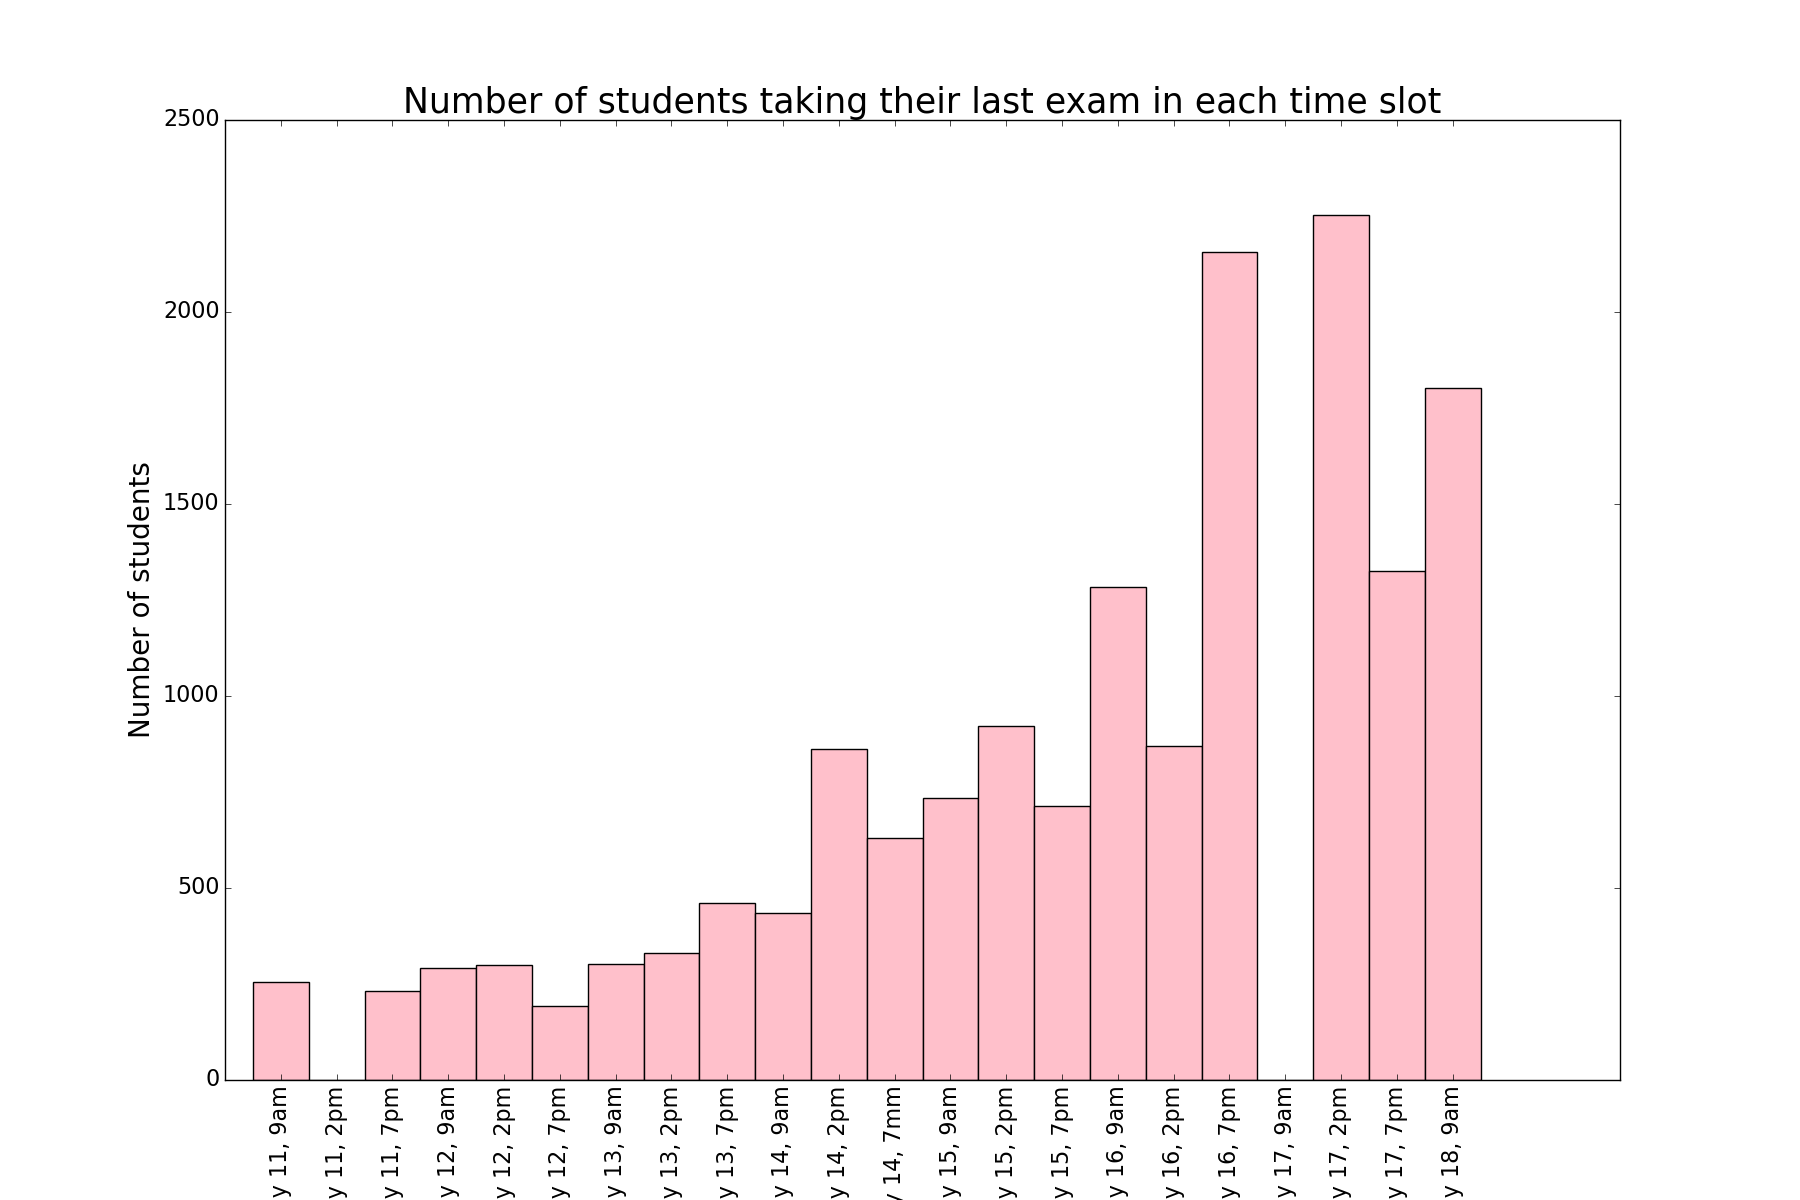 Number of students taking their last exam in each time slot
Number of students
2500
2000
1500
1000
500
0
y 11, 9am
y 11, 2pm
y 11, 7pm
y 12, 9am
y 12, 2pm
y 12, 7pm
y 13, 9am
y 13, 2pm
y 13, 7pm
y 14, 9am
y 14, 2pm
y 14, 7mm
y 15, 9am
y 15, 2pm
y 15, 7pm
y 16, 9am
y 16, 2pm
y 16, 7pm
y 17, 9am
y 17, 2pm
y 17, 7pm
y 18, 9am